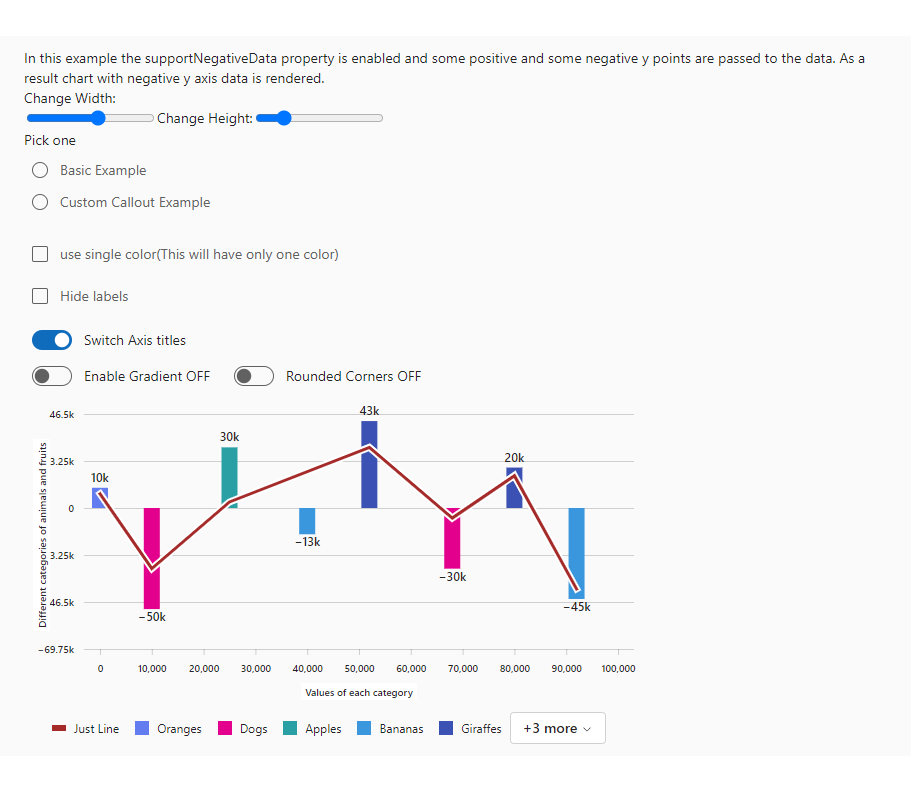 In this example the supportNegativeData property is enabled and some positive and some negative y points are passed to the data. As a
result chart with negative y axis data is rendered.
Change Width:
Change Height:
Pick one
Basic Example
Custom Callout Example
use single color(This will have only one color)
Hide labels
Switch Axis titles
Enable Gradient OFF Rounded Corners OFF
46.5k
3.25k
0
3.25k
46.5k
−69.75k
Different categories of animals and fruits
10k
−50k
30k
−13k
43k
−30k
20k
−45k
0 10,000 20,000 30,000 40,000 50,000 60,000 70,000 80,000 90,000 100,000
Values of each category
Just Line Oranges Dogs Apples Bananas Giraffes +3 more